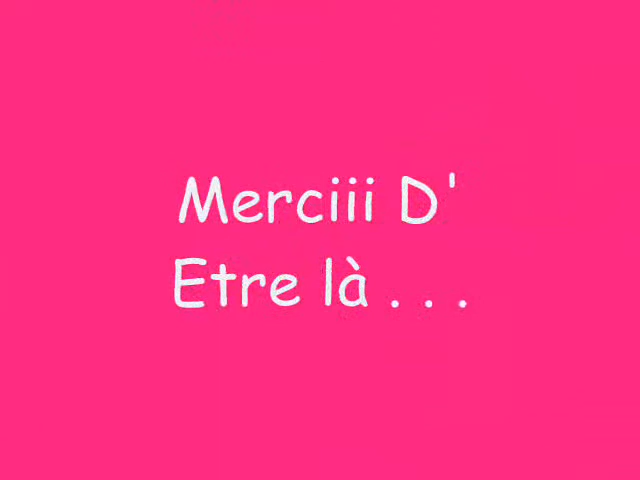 Merciii D'
Etre là . . .